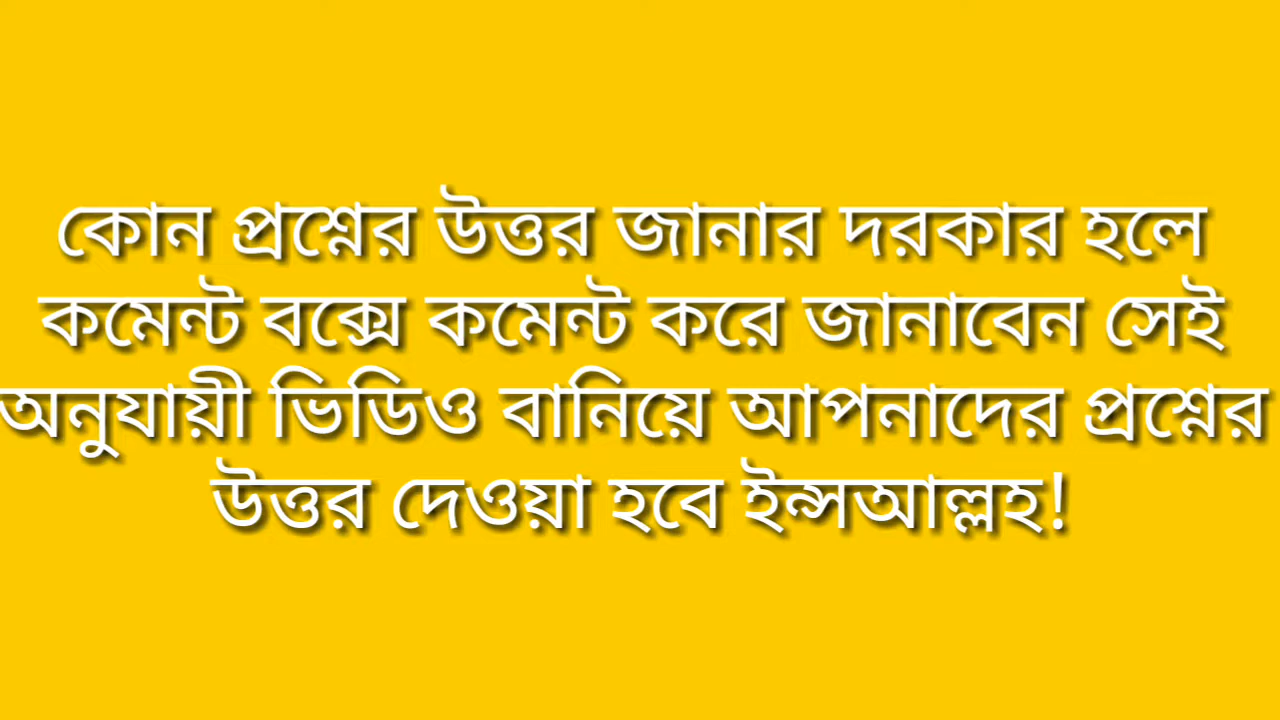 কোন প্রশ্নের উত্তর জানার দরকার হলে
কমেন্ট বক্সে কমেন্ট করে জানাবেন সেই
অনুযায়ী ভিডিও বানিয়ে আপনাদের প্রশ্নের
উত্তর দেওয়া হবে ইন্সআল্লহ!